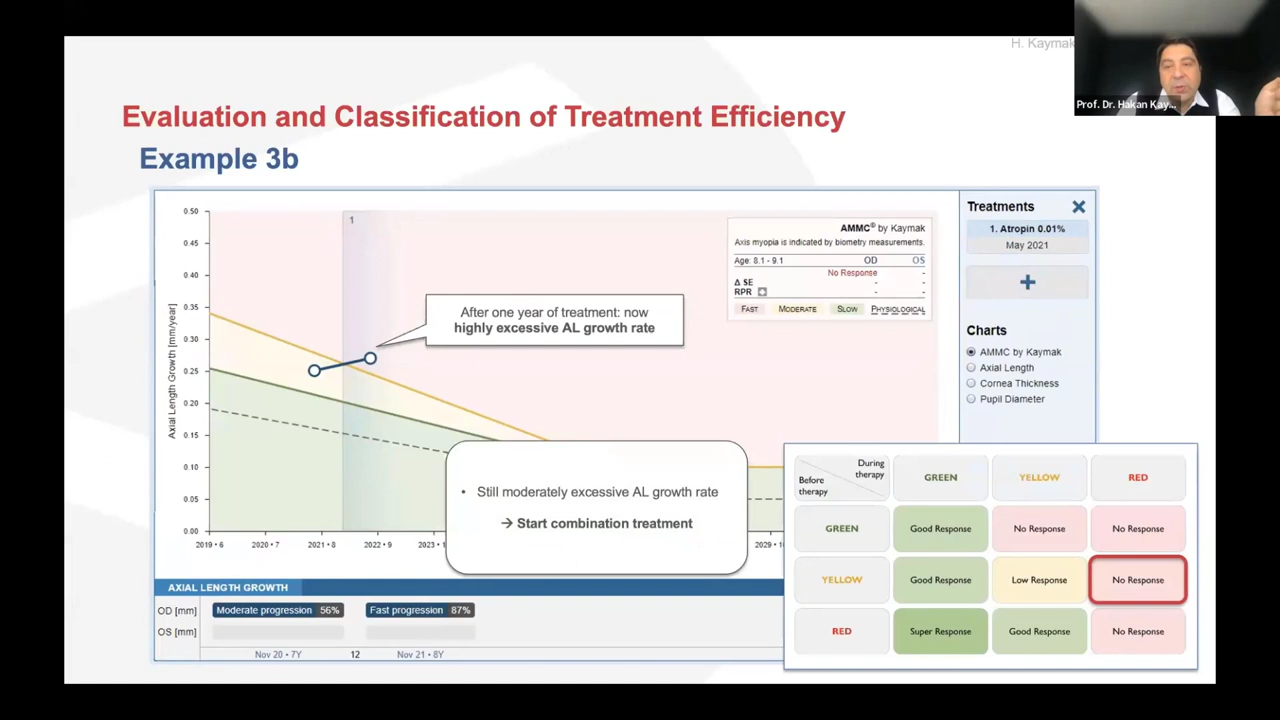 H. Kaymak
Prof. Dr. Hakan Kay...
Evaluation and Classification of Treatment Efficiency
Example 3b
0.50
0.45
0.40
0.35
0.30
0.25
0.20
0.15
0.10
0.05
0.00
Axial Length Growth [mm/year]
1
After one year of treatment: now
highly excessive AL growth rate
AMMC® by Kaymak
Axis myopia is indicated by biometry measurements.
Age: 8.1 - 9.1 OD OS
No Response -
Δ SE - -
RPR - -
FAST MODERATE SLOW PHYSIOLOGICAL
Treatments
1. Atropin 0.01%
May 2021
+
Charts
AMMC by Kaymak
Axial Length
Cornea Thickness
Pupil Diameter
• Still moderately excessive AL growth rate
→ Start combination treatment
2019 • 6 2020 • 7 2021 • 8 2022 • 9 2023 • 1 2029 • 1
AXIAL LENGTH GROWTH
OD [mm] Moderate progression 56% Fast progression 87%
OS [mm]
Nov 20 • 7Y 12 Nov 21 • 8Y
During
therapy
Before
therapy
GREEN YELLOW RED
GREEN Good Response No Response No Response
YELLOW Good Response Low Response No Response
RED Super Response Good Response No Response